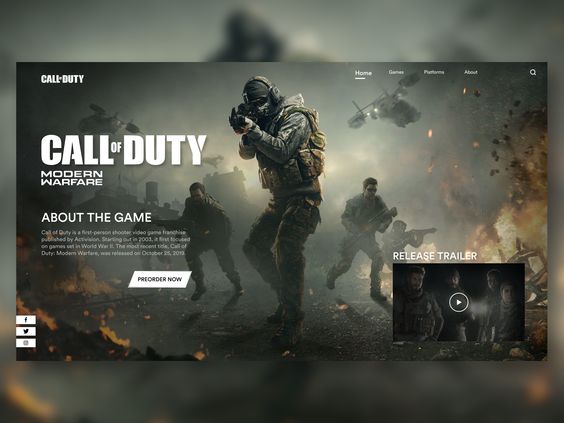 CALL OF DUTY
Home
Games
Platforms
About
CALL OF DUTY
MODERN
WARFARE
ABOUT THE GAME
Call of Duty is a first-person shooter video game franchise
published by Activision. Starting out in 2003, it first focused
on games set in World War II. The most recent title, Call of
Duty: Modern Warfare, was released on October 25, 2019.
PREORDER NOW
RELEASE TRAILER